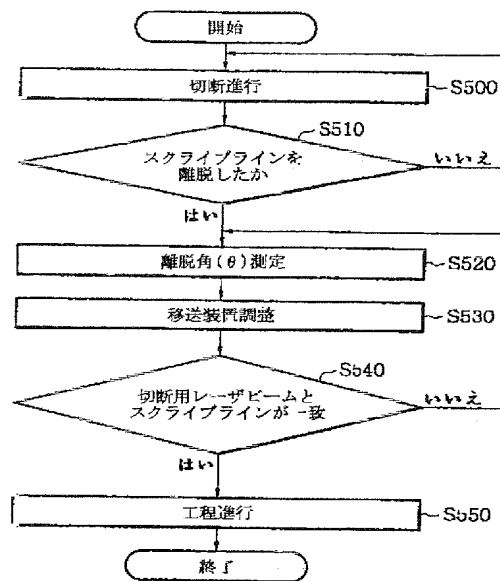 開始
切断進行
S500
S510
スクライブラインを
離脱したか
いいえ
はい
離脱角(θ)測定
S520
移送装置調整
S530
S540
切断用レーザビームと
スクライブラインが一致
いいえ
はい
工程進行
S550
終了